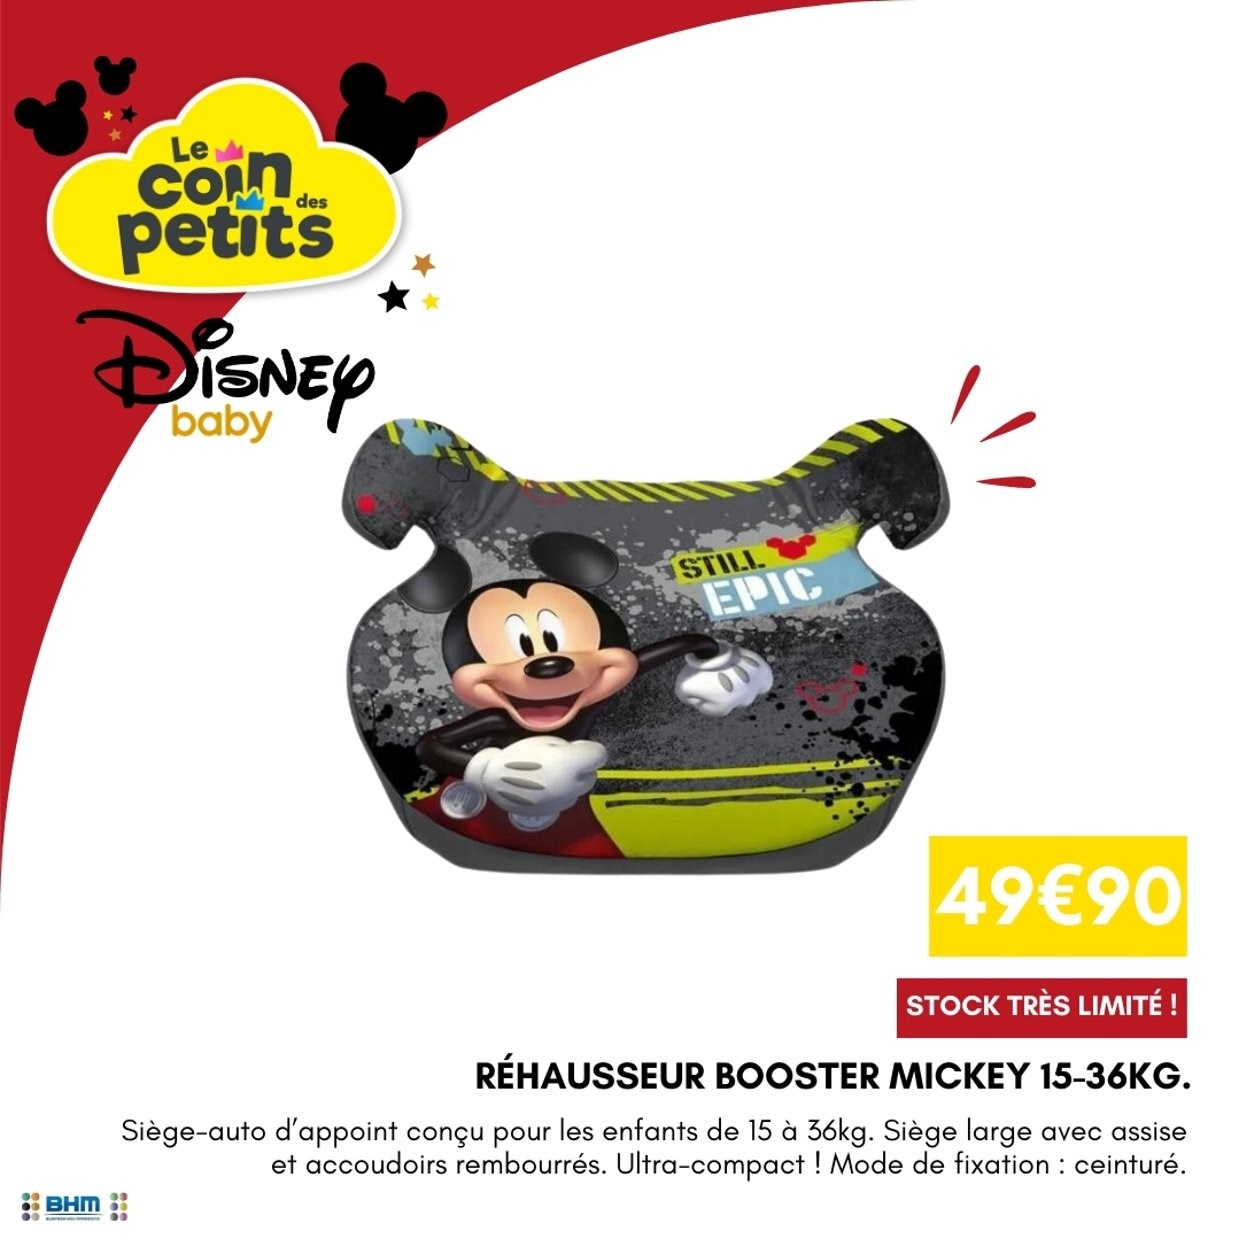 Le
coin des
petits
Disney
baby
STILL
EPIC
49€90
STOCK TRÈS LIMITÉ !
RÉHAUSSEUR BOOSTER MICKEY 15-36KG.
Siège-auto d’appoint conçu pour les enfants de 15 à 36kg. Siège large avec assise
et accoudoirs rembourrés. Ultra-compact ! Mode de fixation : ceinturé.
BHM